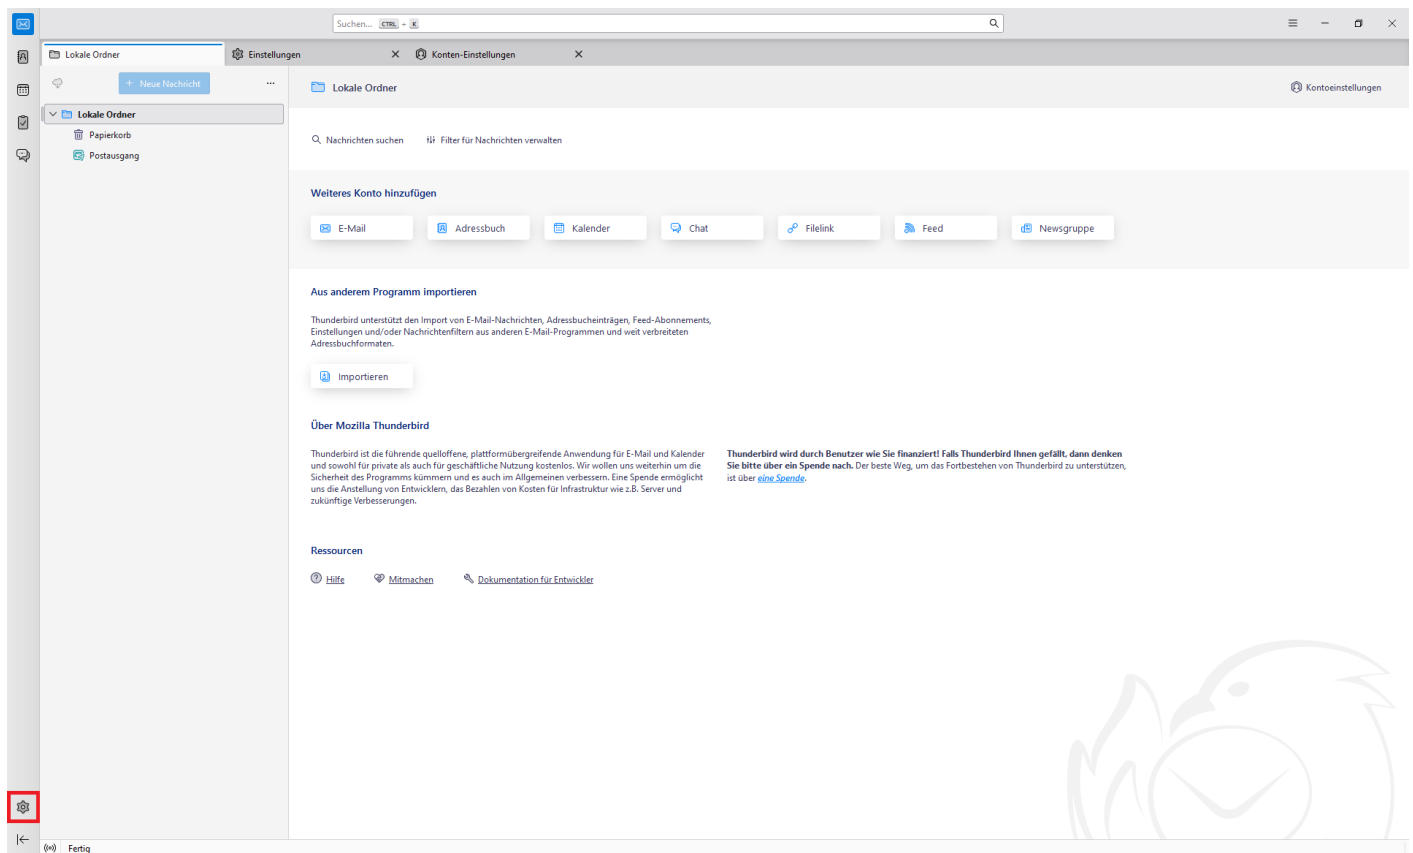 Suchen... CTRL + K
Lokale Ordner
Einstellungen
Konten-Einstellungen
+ Neue Nachricht
Lokale Ordner
Papierkorb
Postausgang
Lokale Ordner
Kontoeinstellungen
Nachrichten suchen
Filter für Nachrichten verwalten
Weiteres Konto hinzufügen
E-Mail
Adressbuch
Kalender
Chat
Filelink
Feed
Newsgruppe
Aus anderem Programm importieren
Thunderbird unterstützt den Import von E-Mail-Nachrichten, Adressbucheinträgen, Feed-Abonnements,
Einstellungen und/oder Nachrichtenfiltern aus anderen E-Mail-Programmen und weit verbreiteten
Adressbuchformaten.
Importieren
Über Mozilla Thunderbird
Thunderbird ist die führende quelloffene, plattformübergreifende Anwendung für E-Mail und Kalender
und sowohl für private als auch für geschäftliche Nutzung kostenlos. Wir wollen uns weiterhin um die
Sicherheit des Programms kümmern und es auch im Allgemeinen verbessern. Eine Spende ermöglicht
uns die Anstellung von Entwicklern, das Bezahlen von Kosten für Infrastruktur wie z.B. Server und
zukünftige Verbesserungen.
Thunderbird wird durch Benutzer wie Sie finanziert! Falls Thunderbird Ihnen gefällt, dann denken
Sie bitte über ein Spende nach. Der beste Weg, um das Fortbestehen von Thunderbird zu unterstützen,
ist über eine Spende.
Ressourcen
Hilfe
Mitmachen
Dokumentation für Entwickler
Fertig